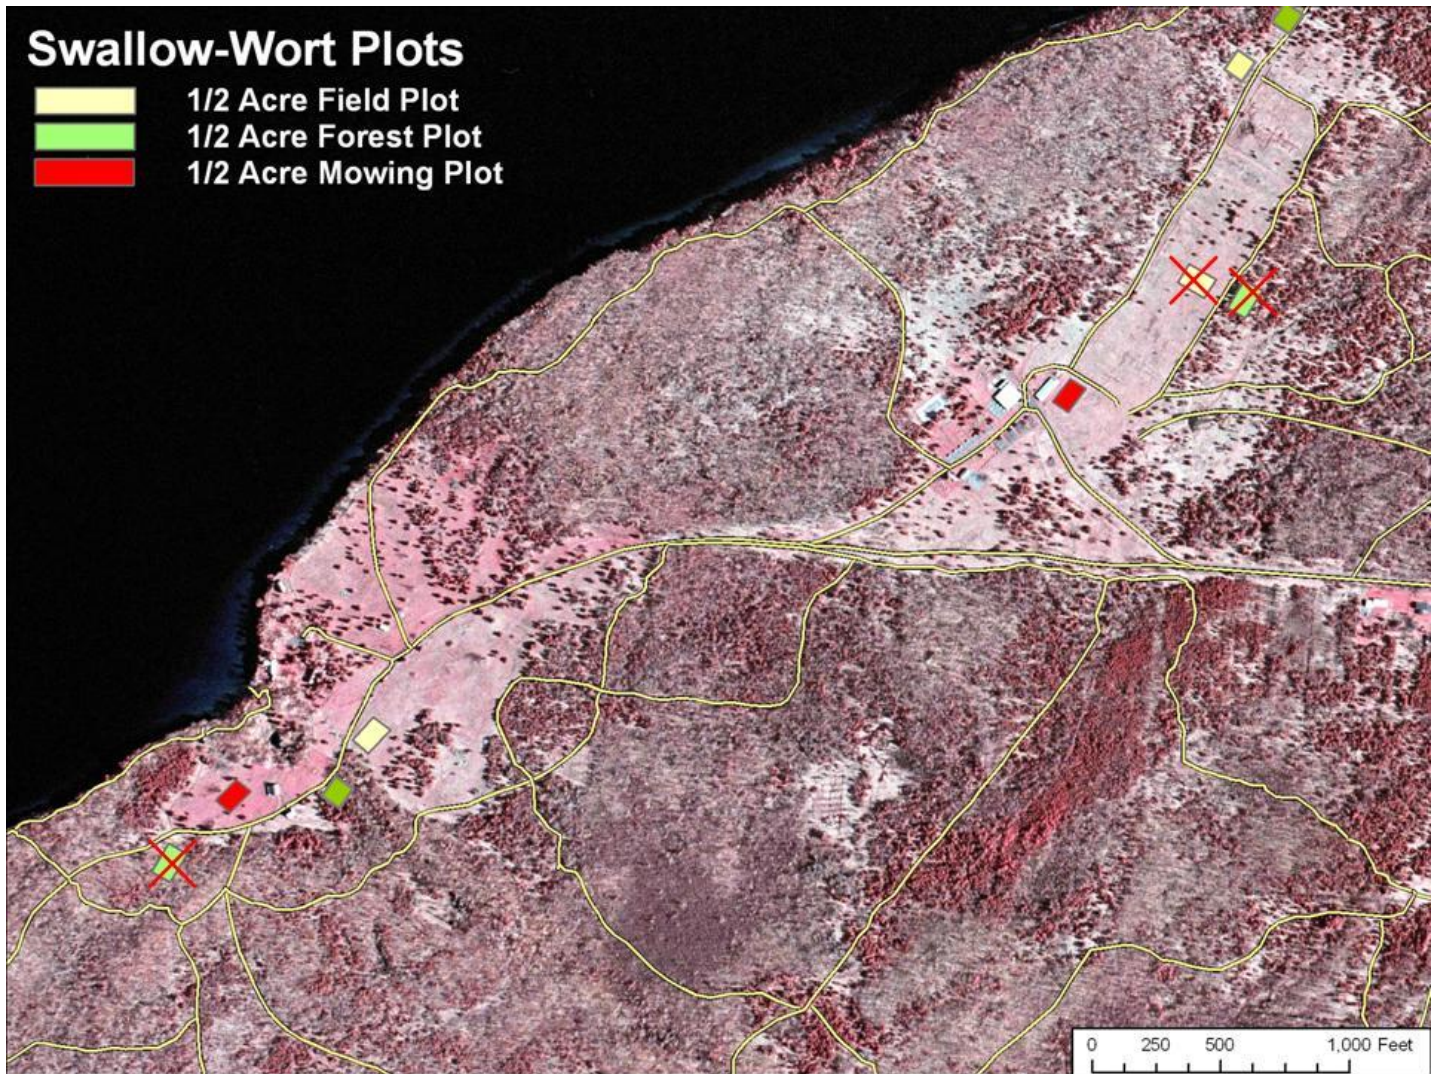 Swallow-Wort Plots
1/2 Acre Field Plot
1/2 Acre Forest Plot
1/2 Acre Mowing Plot
0 250 500 1,000 Feet